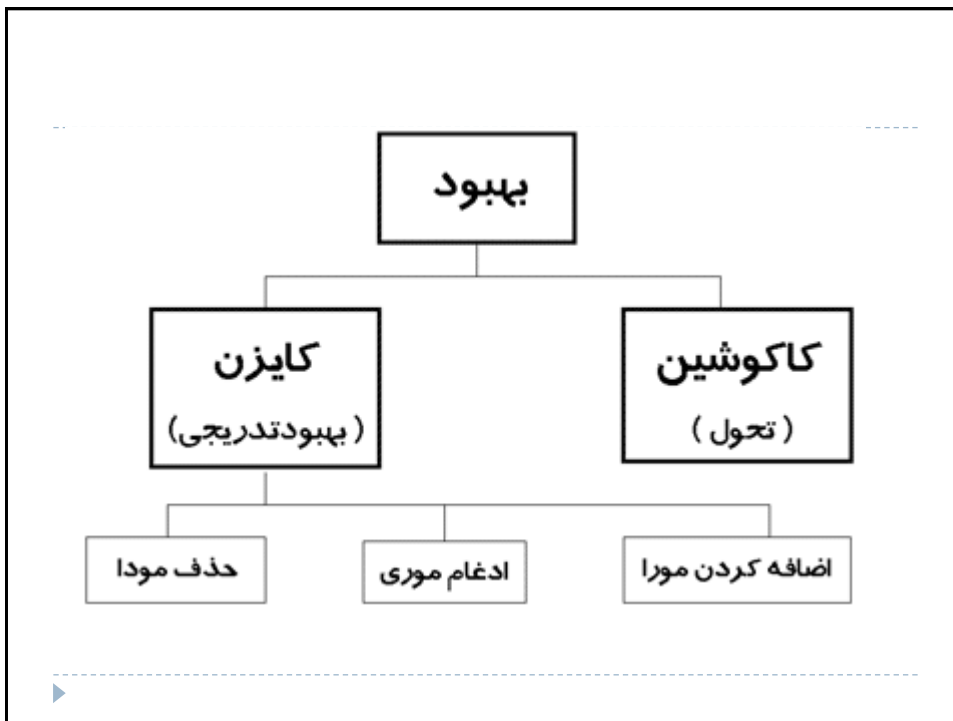 بهبود
کاکوشین
( تحول )
کایزن
(بهبودتدریجی)
اضافه کردن مورا
ادغام موری
حذف مودا